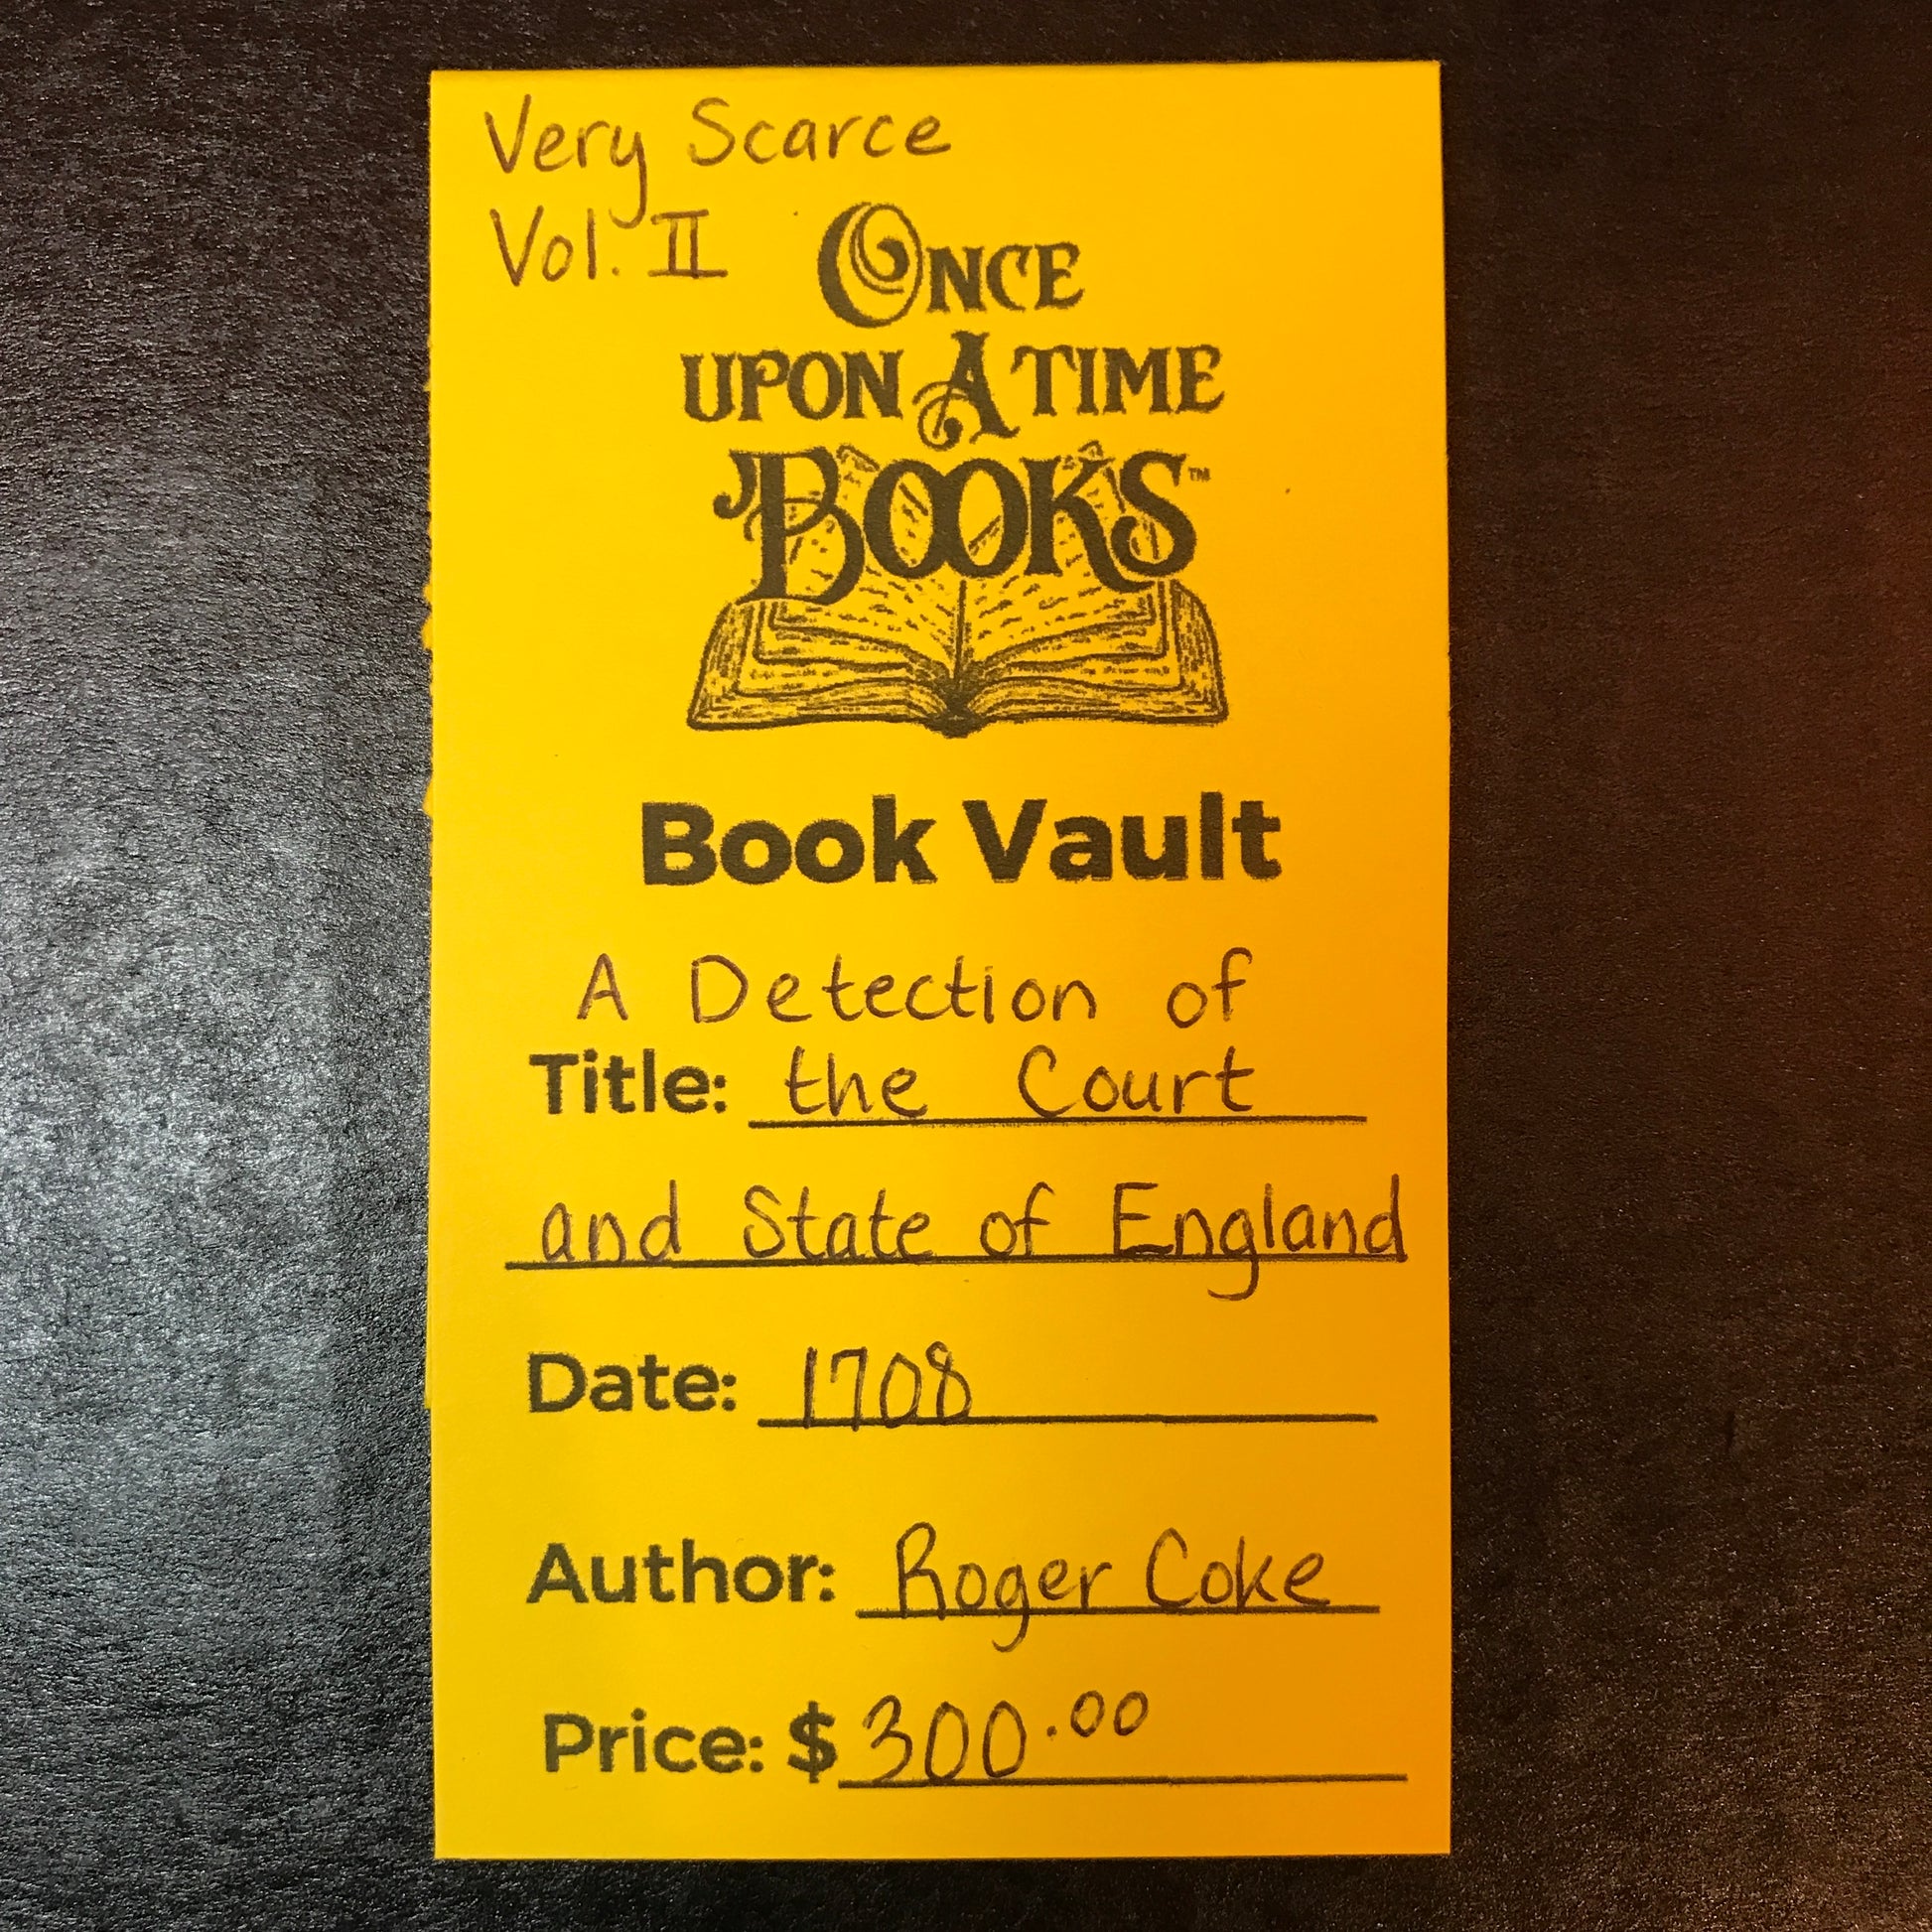 Very Scarce
Vol. II
ONCE
UPON A TIME
BOOKS™
Book Vault
A Detection of
Title: the Court
and State of England
Date: 1708
Author: Roger Coke
Price: $300.00